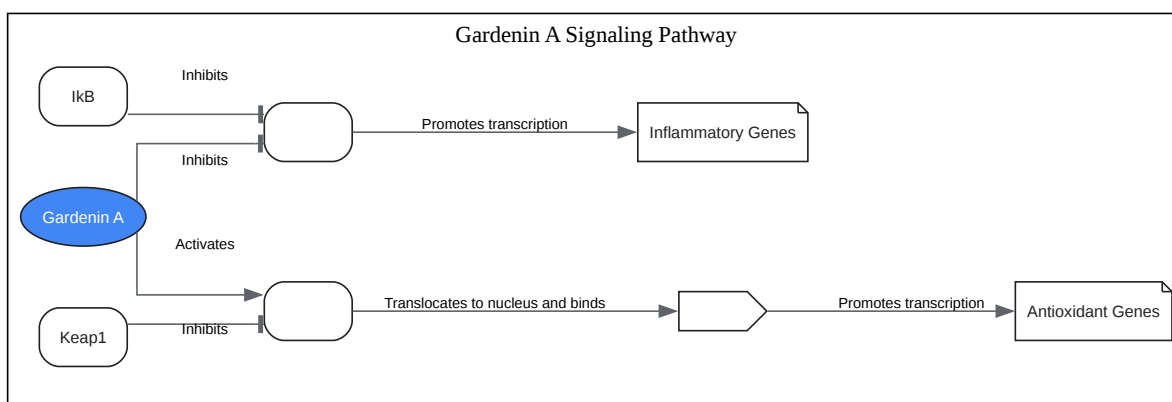 Gardenin A Signaling Pathway
Inhibits
IkB
Promotes transcription
Inflammatory Genes
Inhibits
Gardenin A
Activates
Translocates to nucleus and binds
Promotes transcription
Antioxidant Genes
Inhibits
Keap1